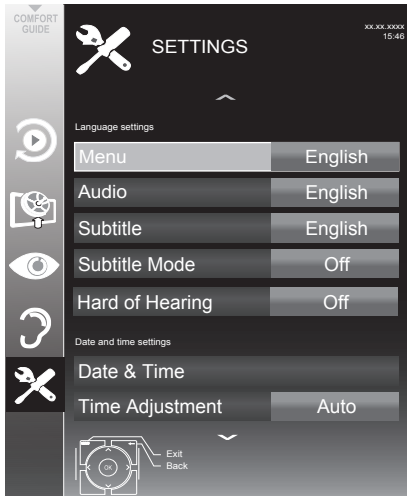 COMFORT
GUIDE
SETTINGS
xx.xx.xxxx
15:46
Language settings
Menu English
Audio English
Subtitle English
Subtitle Mode Off
Hard of Hearing Off
Date and time settings
Date & Time
Time Adjustment Auto
Exit
Back
OK